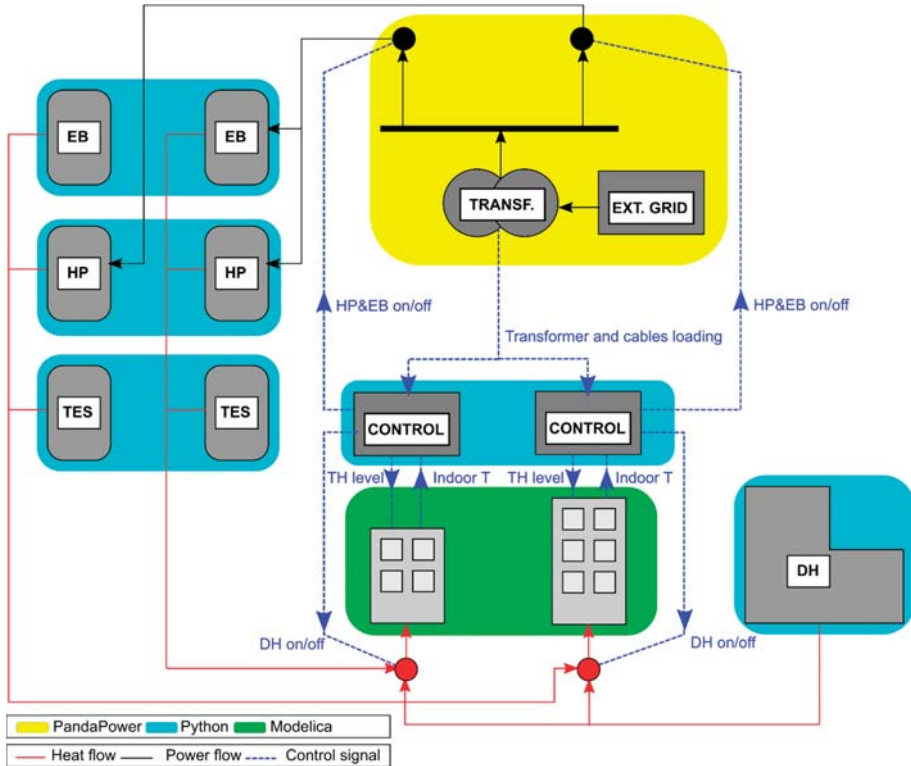 EB
EB
TRANSF.
EXT. GRID
HP
HP
HP&EB on/off
HP&EB on/off
Transformer and cables loading
TES
TES
CONTROL
CONTROL
TH level
Indoor T
TH level
Indoor T
DH
DH on/off
DH on/off
PandaPower
Python
Modelica
Heat flow
Power flow
Control signal